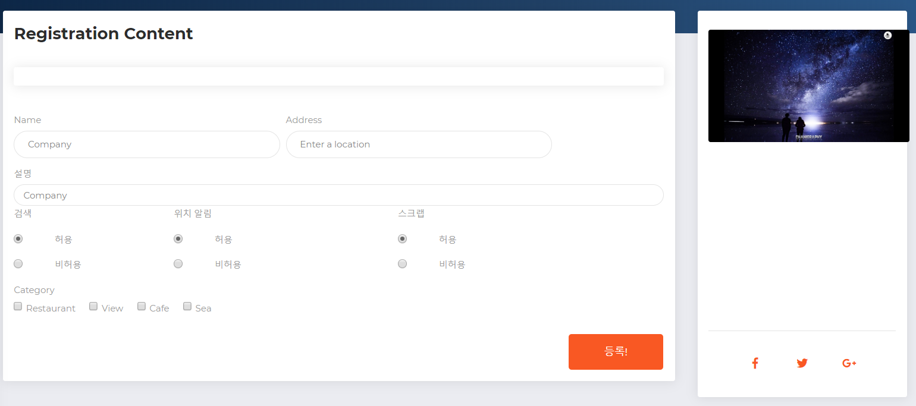 Registration Content
Name Address
Company Enter a location
설명
Company
검색 위치 알림 스크랩
허용 허용 허용
비허용 비허용 비허용
Category
Restaurant View Cafe Sea
등록!
f G+